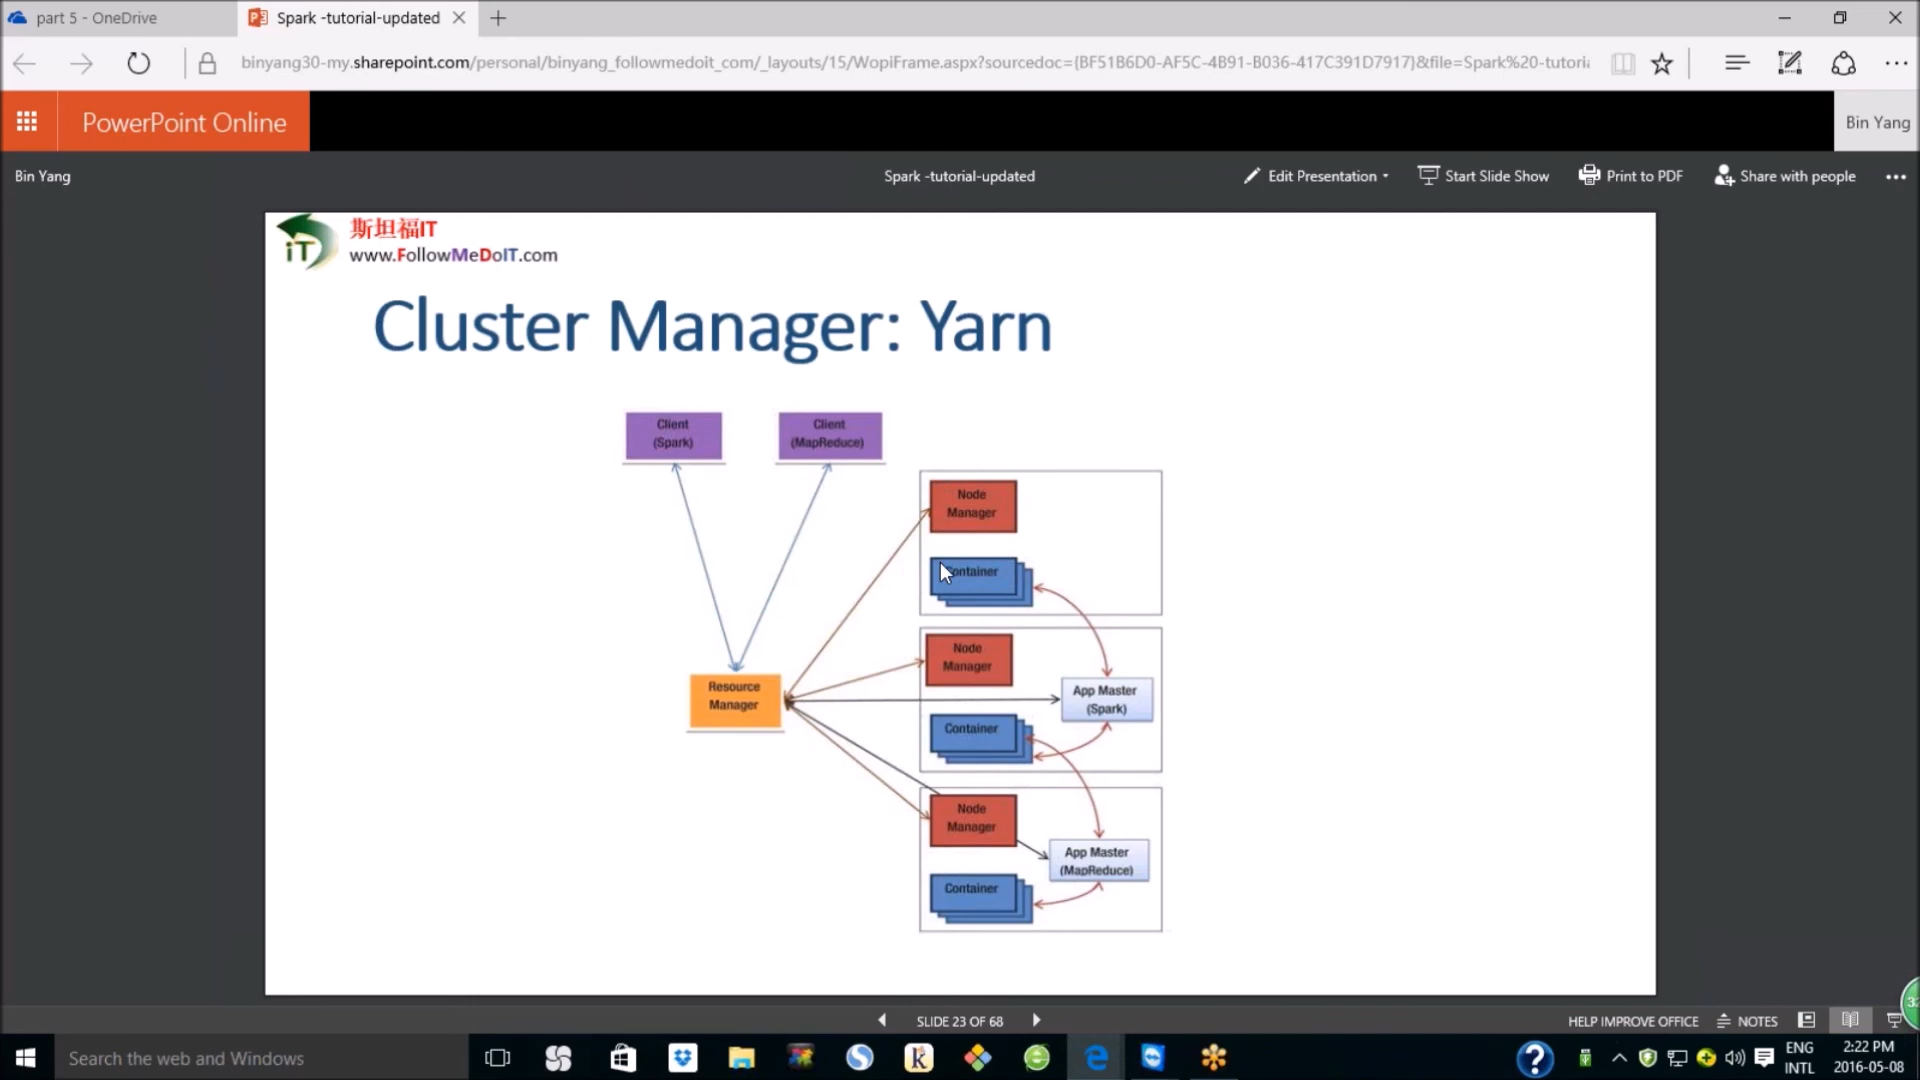 part 5 - OneDrive
Spark -tutorial-updated
binyang30-my.sharepoint.com/personal/binyang_followmedoit_com/_layouts/15/WopiFrame.aspx?sourcedoc={BF51B6D0-AF5C-4B91-B036-417C391D7917}&file=Spark%20-tutoria
PowerPoint Online
Bin Yang
Bin Yang
Spark -tutorial-updated
Edit Presentation
Start Slide Show
Print to PDF
Share with people
iT
斯坦福IT
www.FollowMeDoIT.com
Cluster Manager: Yarn
Client
(Spark)
Client
(MapReduce)
Node
Manager
Container
Node
Manager
Resource
Manager
App Master
(Spark)
Container
Node
Manager
App Master
(MapReduce)
Container
SLIDE 23 OF 68
HELP IMPROVE OFFICE
NOTES
Search the web and Windows
ENG
INTL
2:22 PM
2016-05-08